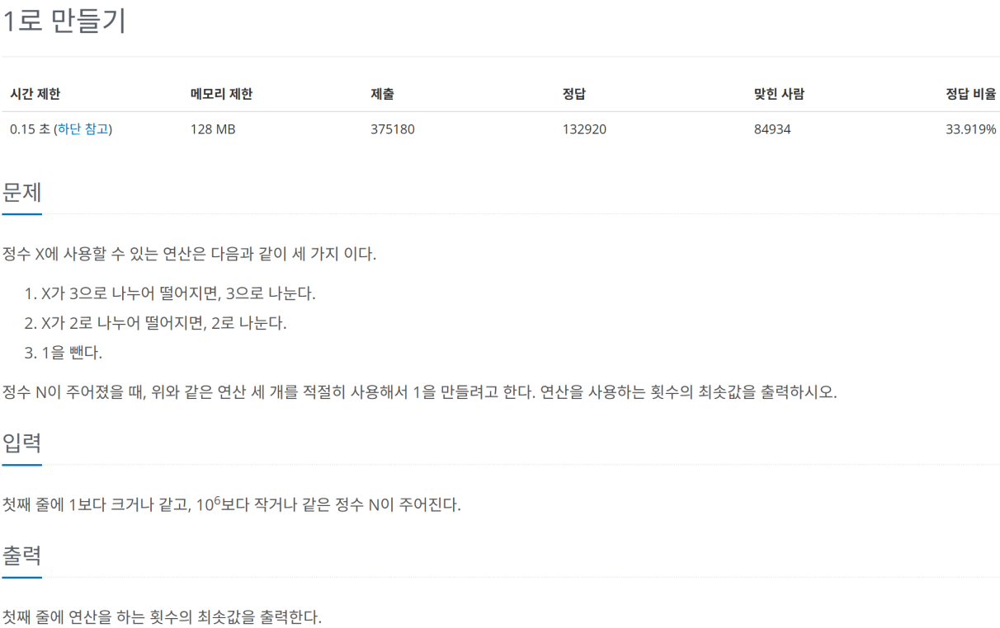 1로 만들기
시간 제한 메모리 제한 제출 정답 맞힌 사람 정답 비율
0.15 초 (하단 참고) 128 MB 375180 132920 84934 33.919%
문제
정수 X에 사용할 수 있는 연산은 다음과 같이 세 가지 이다.
1. X가 3으로 나누어 떨어지면, 3으로 나눈다.
2. X가 2로 나누어 떨어지면, 2로 나눈다.
3. 1을 뺀다.
정수 N이 주어졌을 때, 위와 같은 연산 세 개를 적절히 사용해서 1을 만들려고 한다. 연산을 사용하는 횟수의 최솟값을 출력하시오.
입력
첫째 줄에 1보다 크거나 같고, 10⁶보다 작거나 같은 정수 N이 주어진다.
출력
첫째 줄에 연산을 하는 횟수의 최솟값을 출력한다.